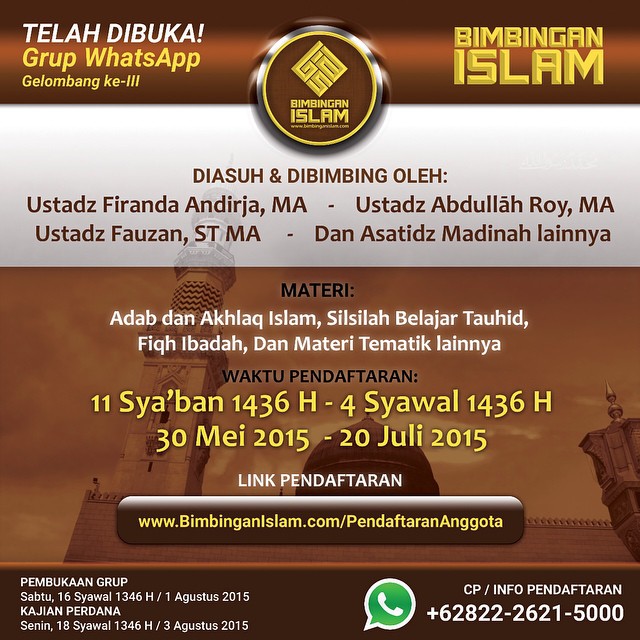 TELAH DIBUKA!
Grup WhatsApp
Gelombang ke-III
BIMBINGAN
ISLAM
www.bimbinganislam.com
BIMBINGAN
ISLAM
DIASUH & DIBIMBING OLEH:
Ustadz Firanda Andirja, MA - Ustadz Abdullāh Roy, MA
Ustadz Fauzan, ST MA - Dan Asatidz Madinah lainnya
MATERI:
Adab dan Akhlaq Islam, Silsilah Belajar Tauhid,
Fiqh Ibadah, Dan Materi Tematik lainnya
WAKTU PENDAFTARAN:
11 Sya'ban 1436 H - 4 Syawal 1436 H
30 Mei 2015 - 20 Juli 2015
LINK PENDAFTARAN
www.BimbinganIslam.com/PendaftaranAnggota
PEMBUKAAN GRUP
Sabtu, 16 Syawal 1346 H / 1 Agustus 2015
KAJIAN PERDANA
Senin, 18 Syawal 1346 H / 3 Agustus 2015
CP / INFO PENDAFTARAN
+62822-2621-5000